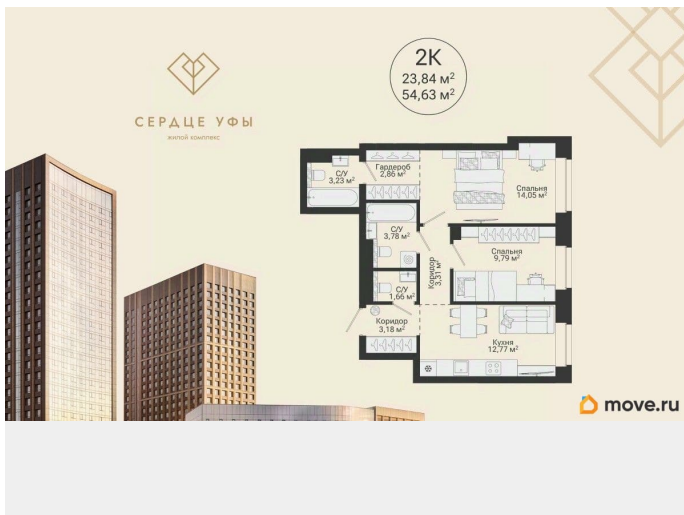 СЕРДЦЕ УФЫ
жилой комплекс
2К
23,84 м²
54,63 м²
С/У
3,23 м²
Гардероб
2,86 м²
Спальня
14,05 м²
С/У
3,78 м²
Коридор
3,31 м²
Спальня
9,79 м²
С/У
1,66 м²
Коридор
3,18 м²
Кухня
12,77 м²
move.ru